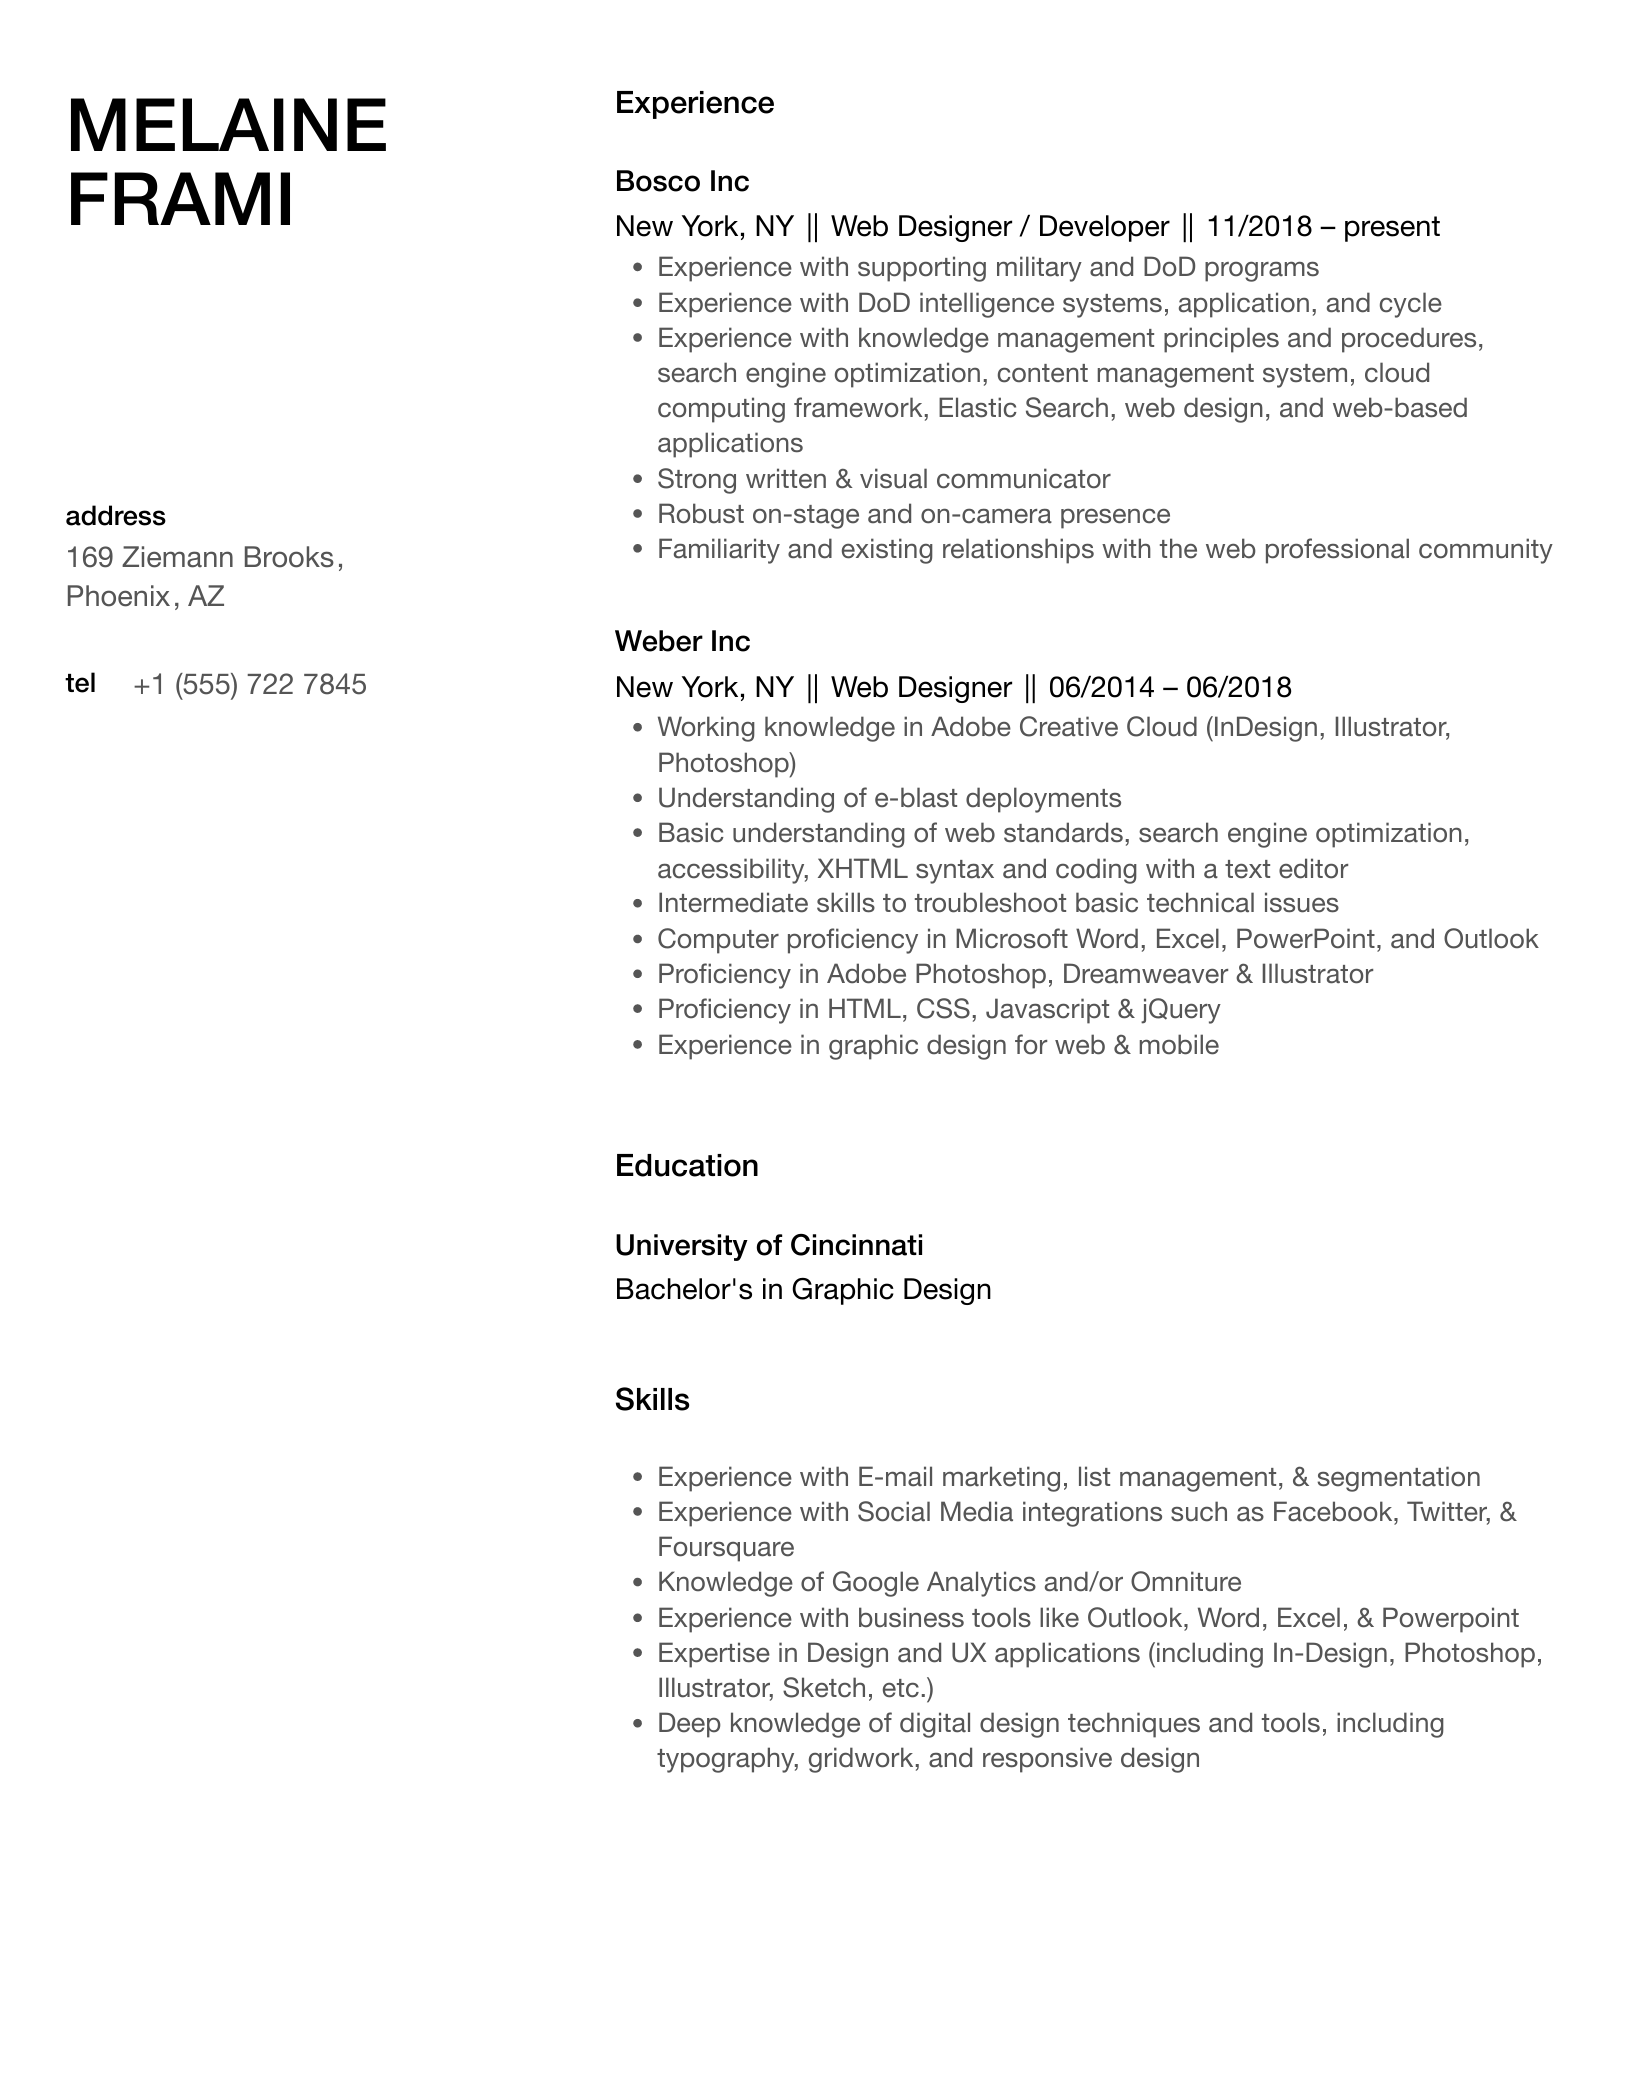 MELAINE
FRAMI
address
169 Ziemann Brooks,
Phoenix, AZ
tel +1 (555) 722 7845
Experience
Bosco Inc
New York, NY || Web Designer / Developer || 11/2018 – present
• Experience with supporting military and DoD programs
• Experience with DoD intelligence systems, application, and cycle
• Experience with knowledge management principles and procedures,
search engine optimization, content management system, cloud
computing framework, Elastic Search, web design, and web-based
applications
• Strong written & visual communicator
• Robust on-stage and on-camera presence
• Familiarity and existing relationships with the web professional community
Weber Inc
New York, NY || Web Designer || 06/2014 – 06/2018
• Working knowledge in Adobe Creative Cloud (InDesign, Illustrator,
Photoshop)
• Understanding of e-blast deployments
• Basic understanding of web standards, search engine optimization,
accessibility, XHTML syntax and coding with a text editor
• Intermediate skills to troubleshoot basic technical issues
• Computer proficiency in Microsoft Word, Excel, PowerPoint, and Outlook
• Proficiency in Adobe Photoshop, Dreamweaver & Illustrator
• Proficiency in HTML, CSS, Javascript & jQuery
• Experience in graphic design for web & mobile
Education
University of Cincinnati
Bachelor's in Graphic Design
Skills
• Experience with E-mail marketing, list management, & segmentation
• Experience with Social Media integrations such as Facebook, Twitter, &
Foursquare
• Knowledge of Google Analytics and/or Omniture
• Experience with business tools like Outlook, Word, Excel, & Powerpoint
• Expertise in Design and UX applications (including In-Design, Photoshop,
Illustrator, Sketch, etc.)
• Deep knowledge of digital design techniques and tools, including
typography, gridwork, and responsive design